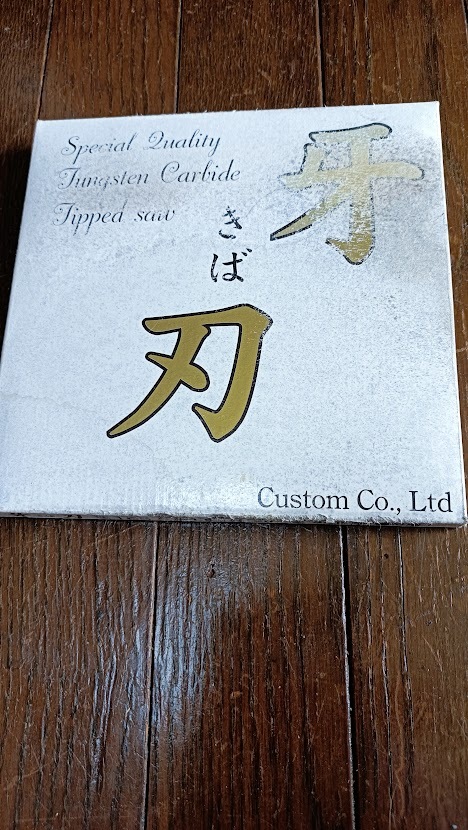 Special Quality
Tungsten Carbide
Tipped saw
牙
きば
刃
Custom Co., Ltd